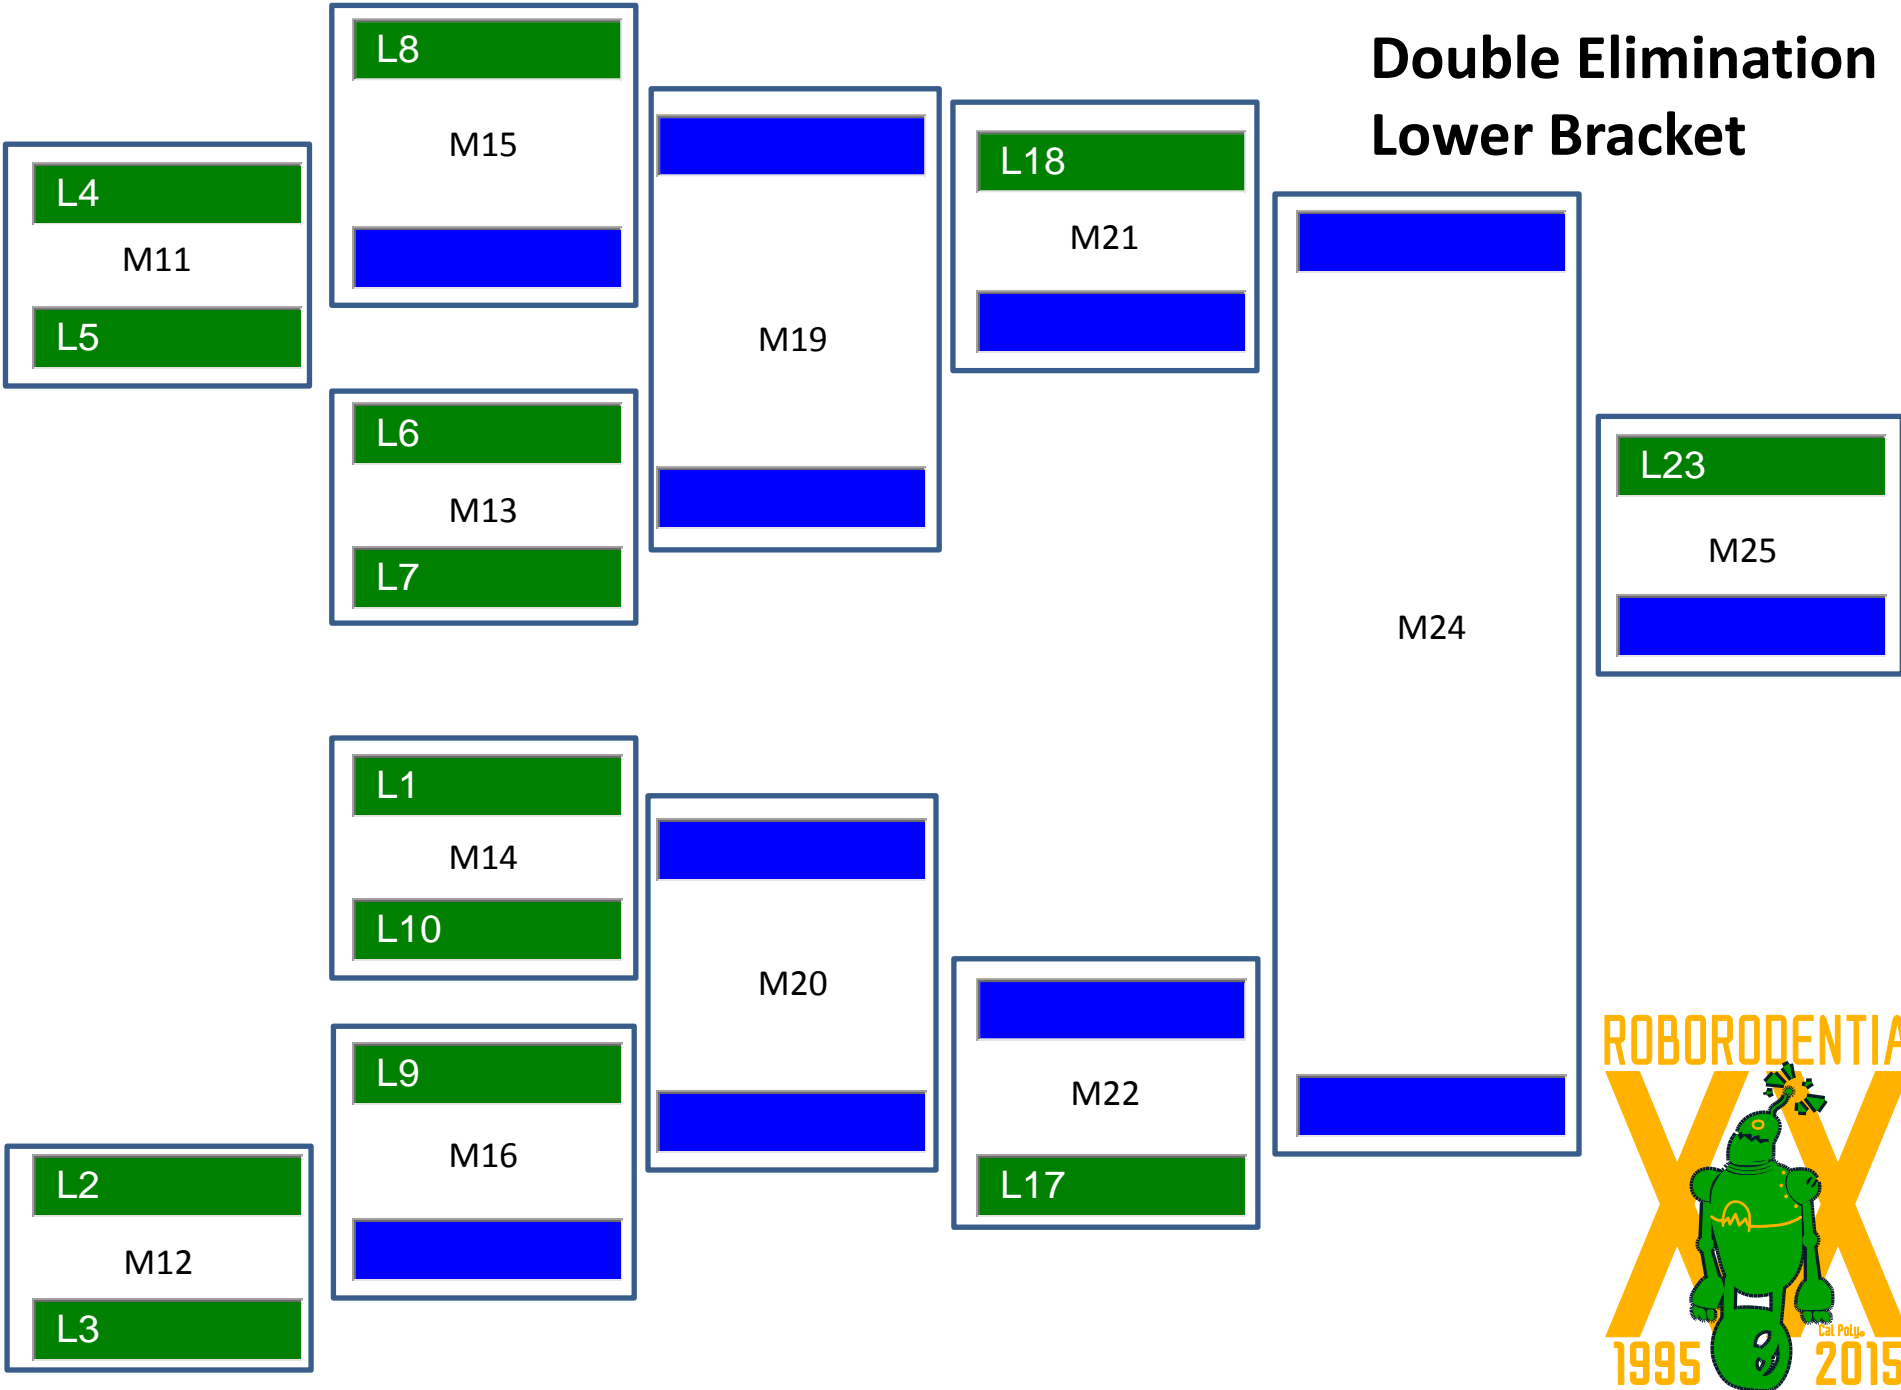 Double Elimination
Lower Bracket
L4
M11
L5
L2
M12
L3
L8
M15
L6
M13
L7
L1
M14
L10
L9
M16
M19
M20
L18
M21
M22
L17
M24
L23
M25
ROBORODENTIA
XX
Cal Poly
1995
2015